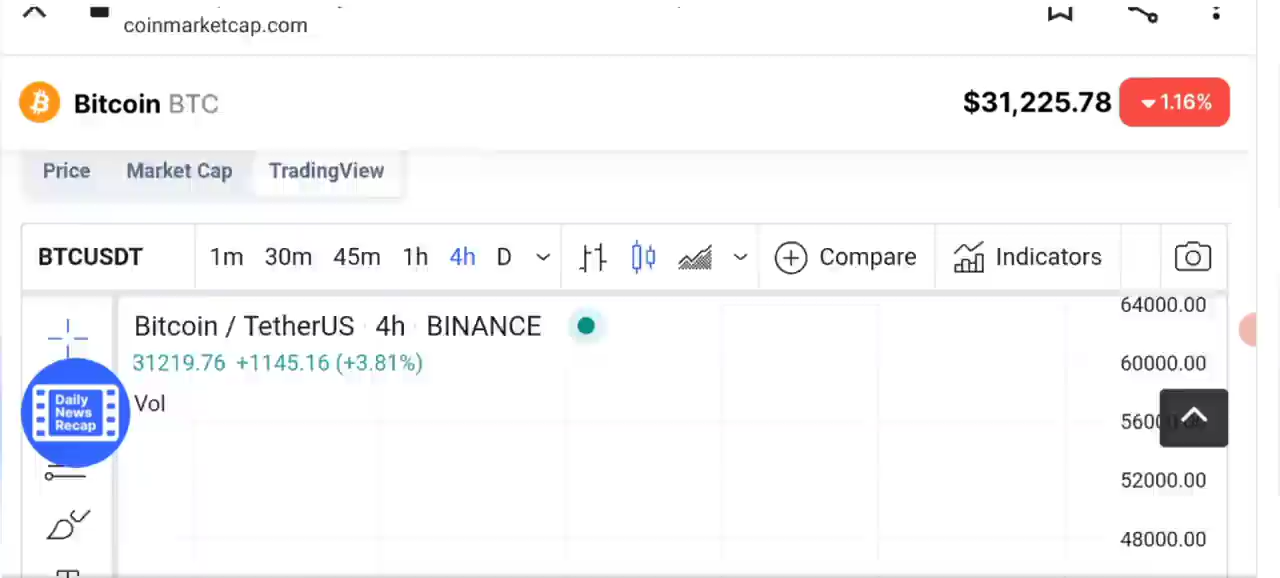 coinmarketcap.com
Bitcoin BTC
$31,225.78 1.16%
Price Market Cap TradingView
BTCUSDT 1m 30m 45m 1h 4h D Compare Indicators
Bitcoin / TetherUS · 4h · BINANCE
31219.76 +1145.16 (+3.81%)
Vol
Daily
News
Recap
64000.00
60000.00
52000.00
48000.00